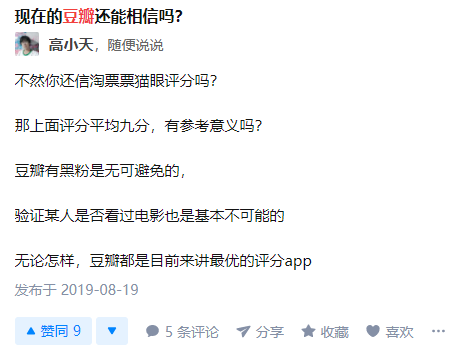 现在的豆瓣还能相信吗?
高小天，随便说说
不然你还信淘票票猫眼评分吗?
那上面评分平均九分，有参考意义吗?
豆瓣有黑粉是无可避免的，
验证某人是否看过电影也是基本不可能的
无论怎样，豆瓣都是目前来讲最优的评分app
发布于 2019-08-19
赞同 9 5 条评论 分享 收藏 喜欢